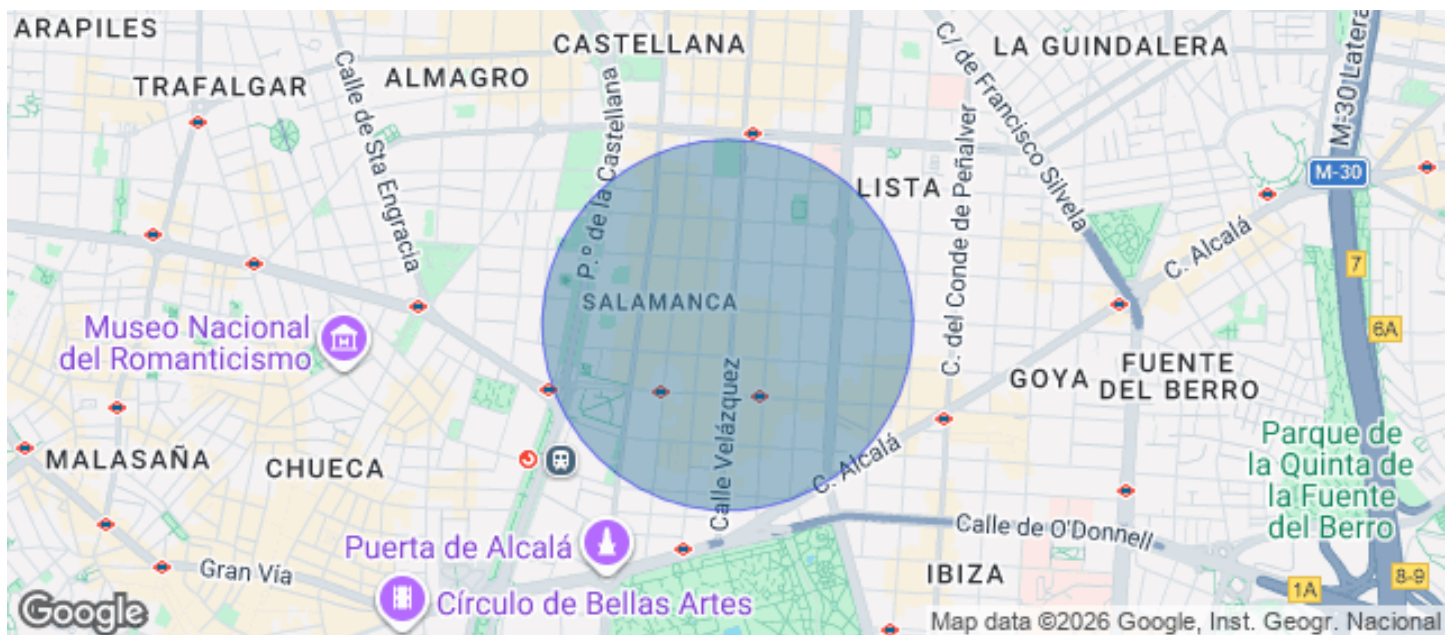 ARAPILES
CASTELLANA
LA GUINDALERA
TRAFALGAR
ALMAGRO
Calle de Sta Engracia
P.º de la Castellana
C/ de Francisco Silvela
C. del Conde de Peñalver
M-30 Latera
M-30
LISTA
C. Alcalá
7
SALAMANCA
6A
Museo Nacional
del Romanticismo
Calle Velázquez
GOYA
FUENTE
DEL BERRO
MALASAÑA
CHUECA
C. Alcalá
Parque de
la Quinta de
la Fuente
del Berro
Puerta de Alcalá
Calle de O'Donnell
Gran Vía
IBIZA
8-9
1A
Círculo de Bellas Artes
Google
Map data ©2026 Google, Inst. Geogr. Nacional